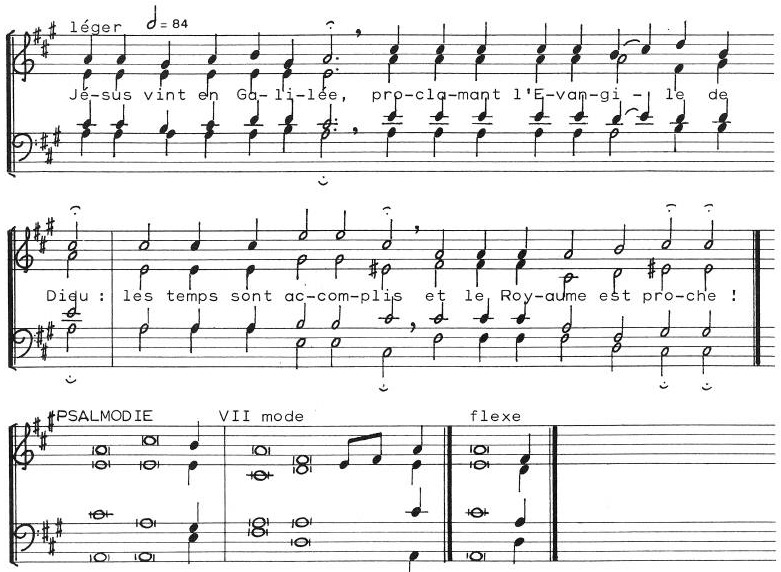 léger 𝅗𝅥 = 84
Jé-sus vint en Ga-li-lée, pro-cla-mant l'E-van-gi - le de
Dieu : les temps sont ac-com-plis et le Roy-aume est pro-che !
PSALMODIE VII mode flexe